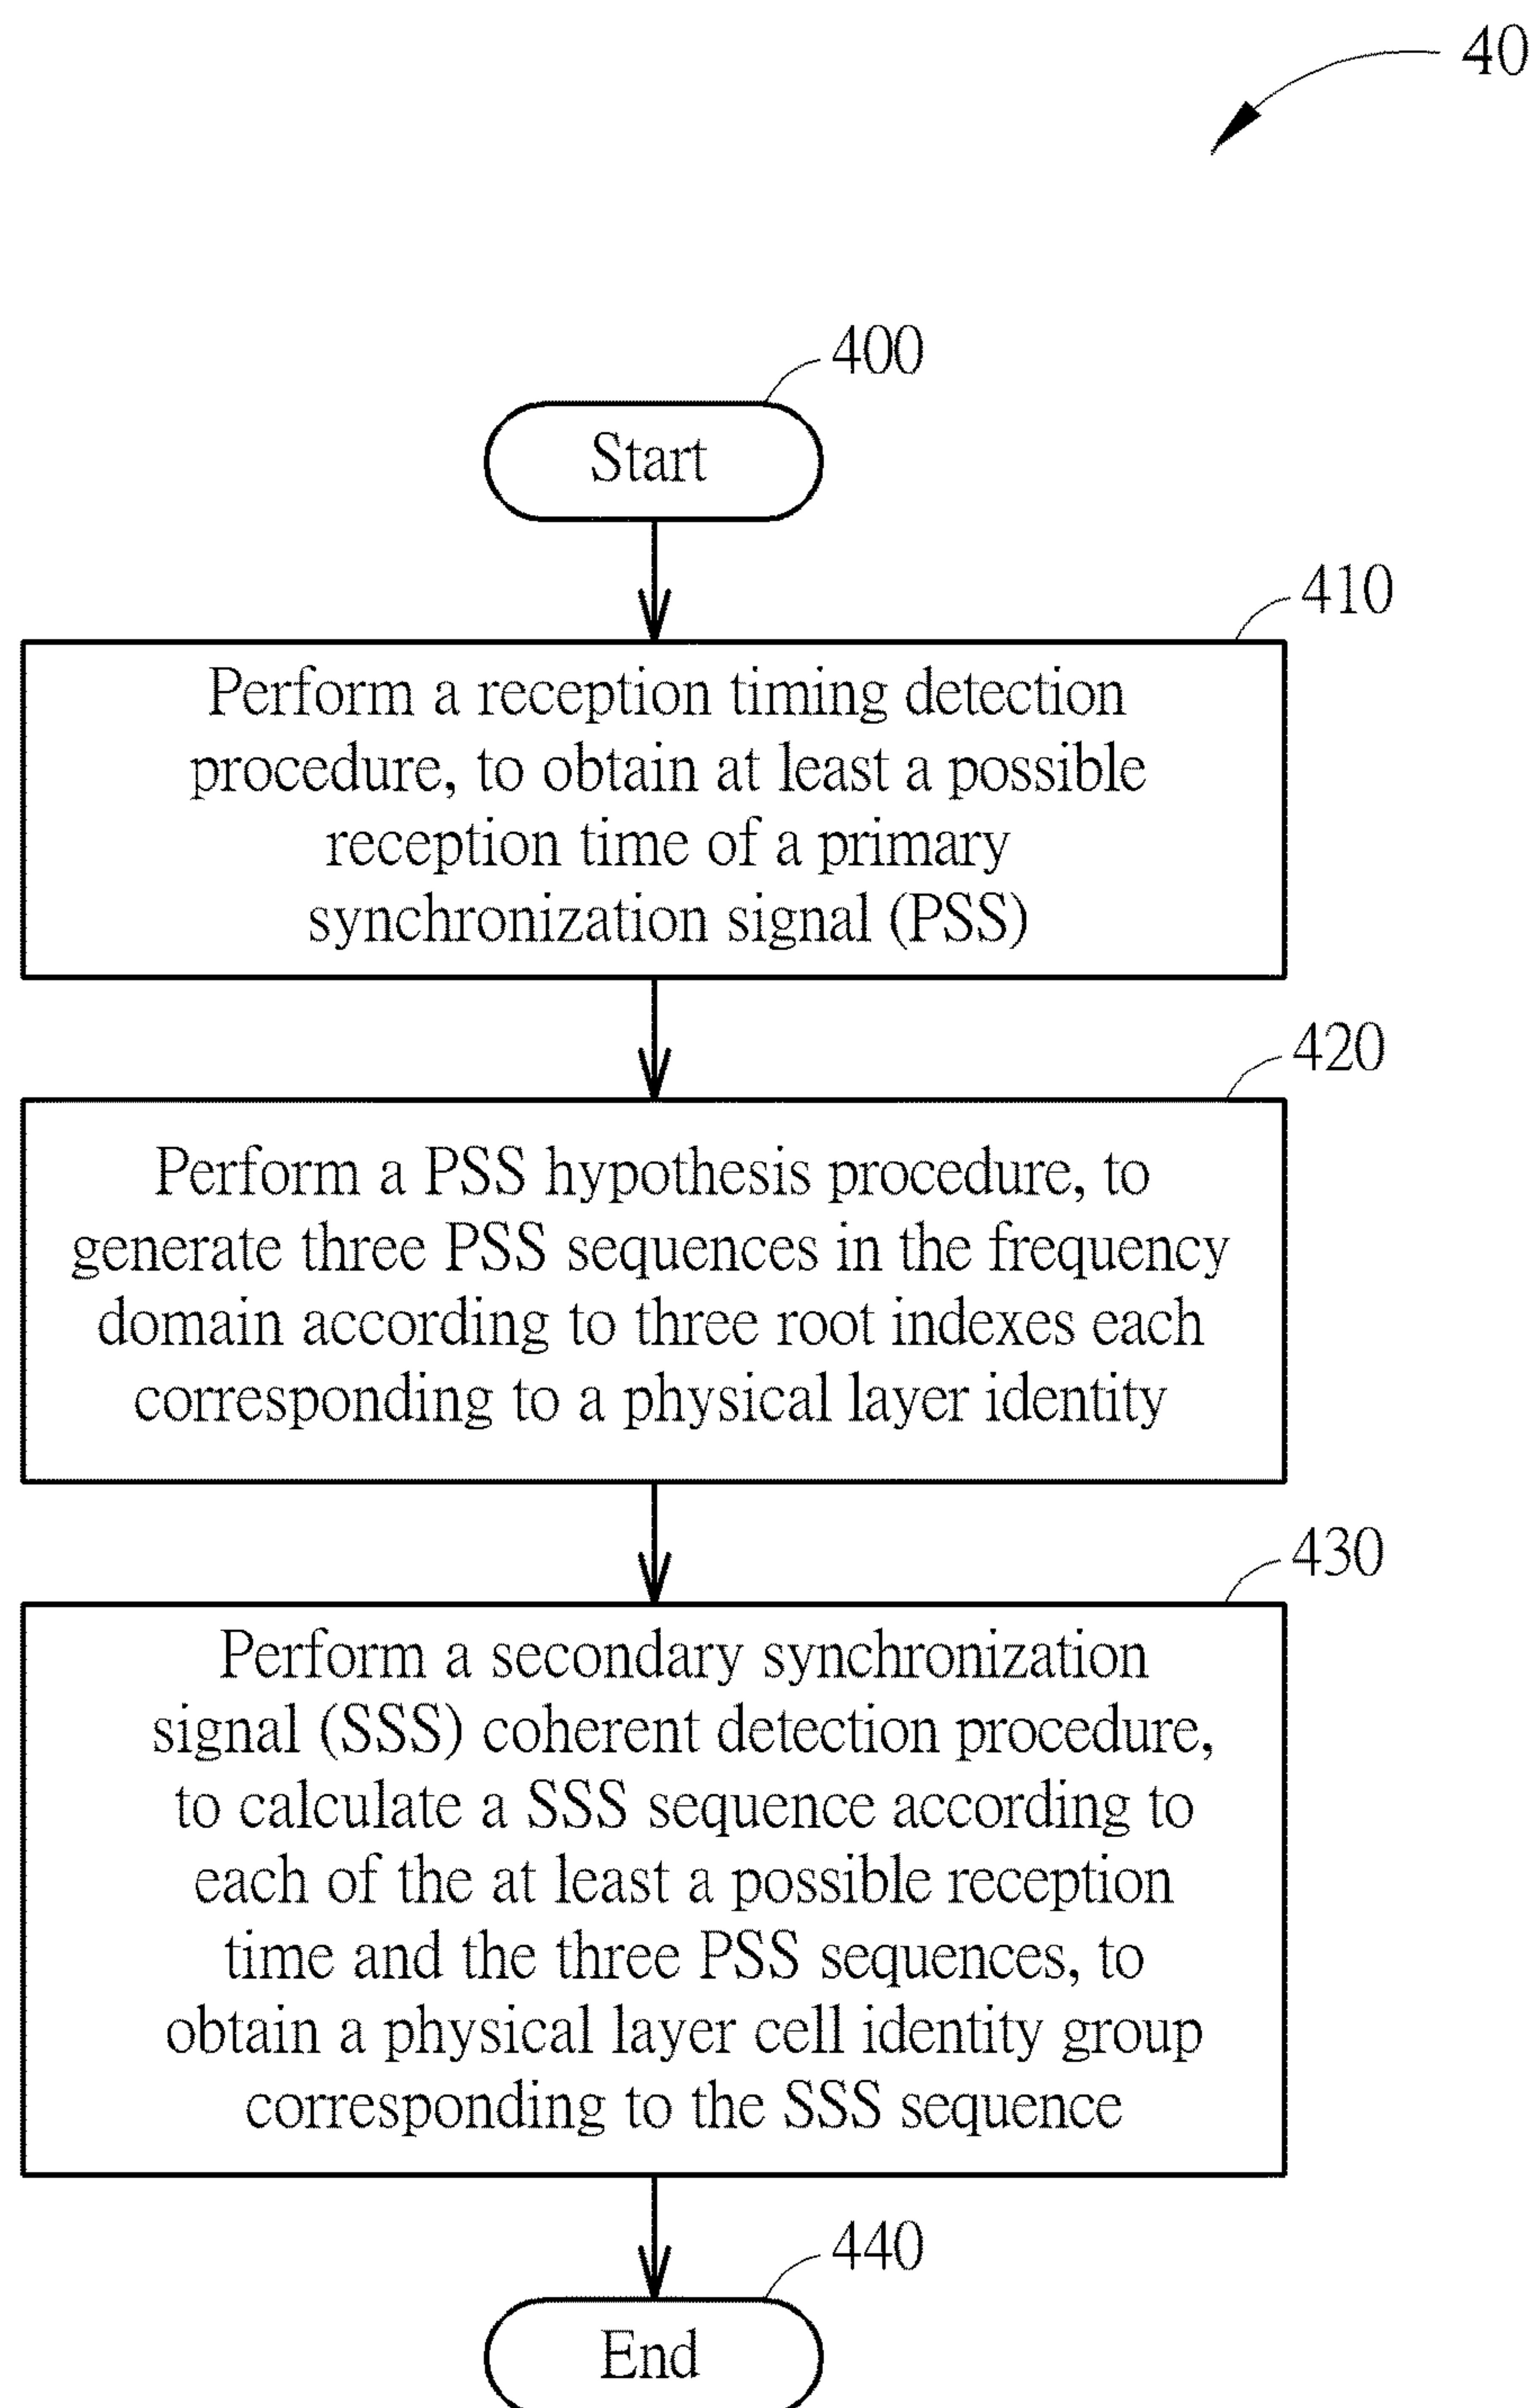 40
400
Start
410
Perform a reception timing detection
procedure, to obtain at least a possible
reception time of a primary
synchronization signal (PSS)
420
Perform a PSS hypothesis procedure, to
generate three PSS sequences in the frequency
domain according to three root indexes each
corresponding to a physical layer identity
430
Perform a secondary synchronization
signal (SSS) coherent detection procedure,
to calculate a SSS sequence according to
each of the at least a possible reception
time and the three PSS sequences, to
obtain a physical layer cell identity group
corresponding to the SSS sequence
440
End